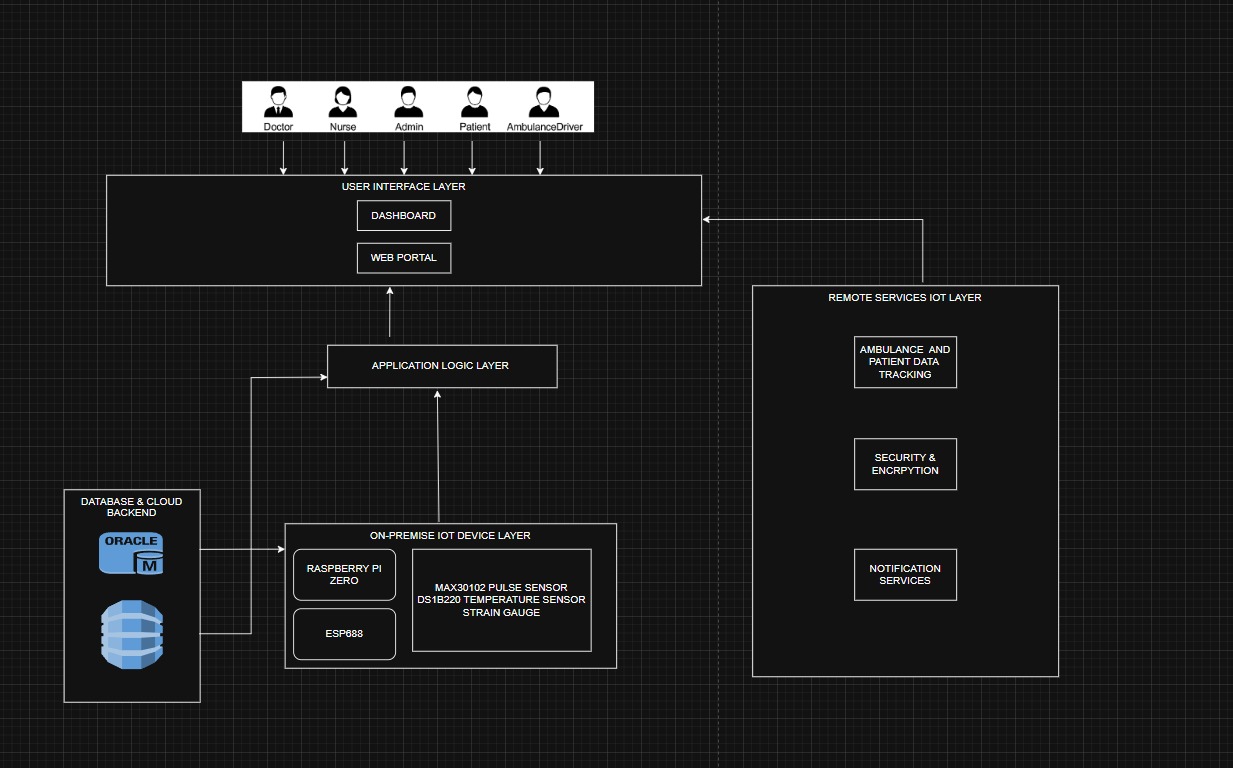 Doctor
Nurse
Admin
Patient
AmbulanceDriver
USER INTERFACE LAYER
DASHBOARD
WEB PORTAL
APPLICATION LOGIC LAYER
REMOTE SERVICES IOT LAYER
AMBULANCE AND
PATIENT DATA
TRACKING
SECURITY &
ENCRPYTION
NOTIFICATION
SERVICES
DATABASE & CLOUD
BACKEND
ORACLE
M
ON-PREMISE IOT DEVICE LAYER
RASPBERRY PI
ZERO
ESP688
MAX30102 PULSE SENSOR
DS1B220 TEMPERATURE SENSOR
STRAIN GAUGE